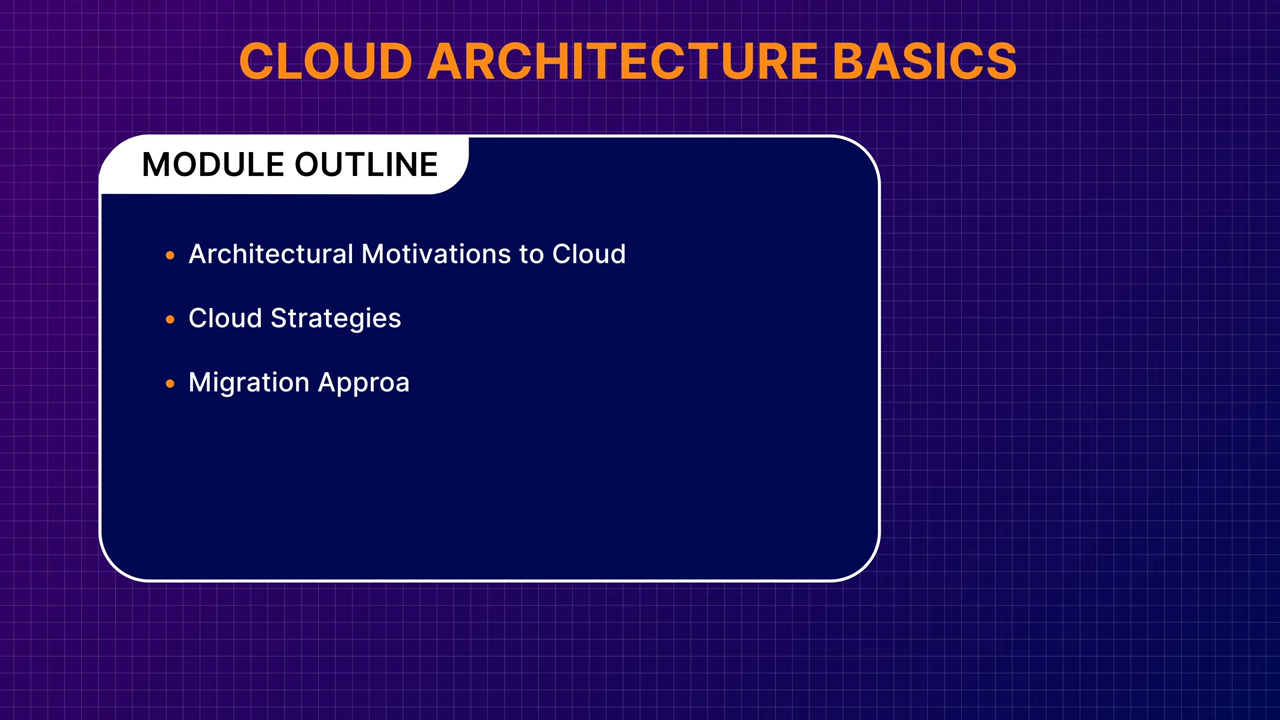 CLOUD ARCHITECTURE BASICS
MODULE OUTLINE
• Architectural Motivations to Cloud
• Cloud Strategies
• Migration Approa